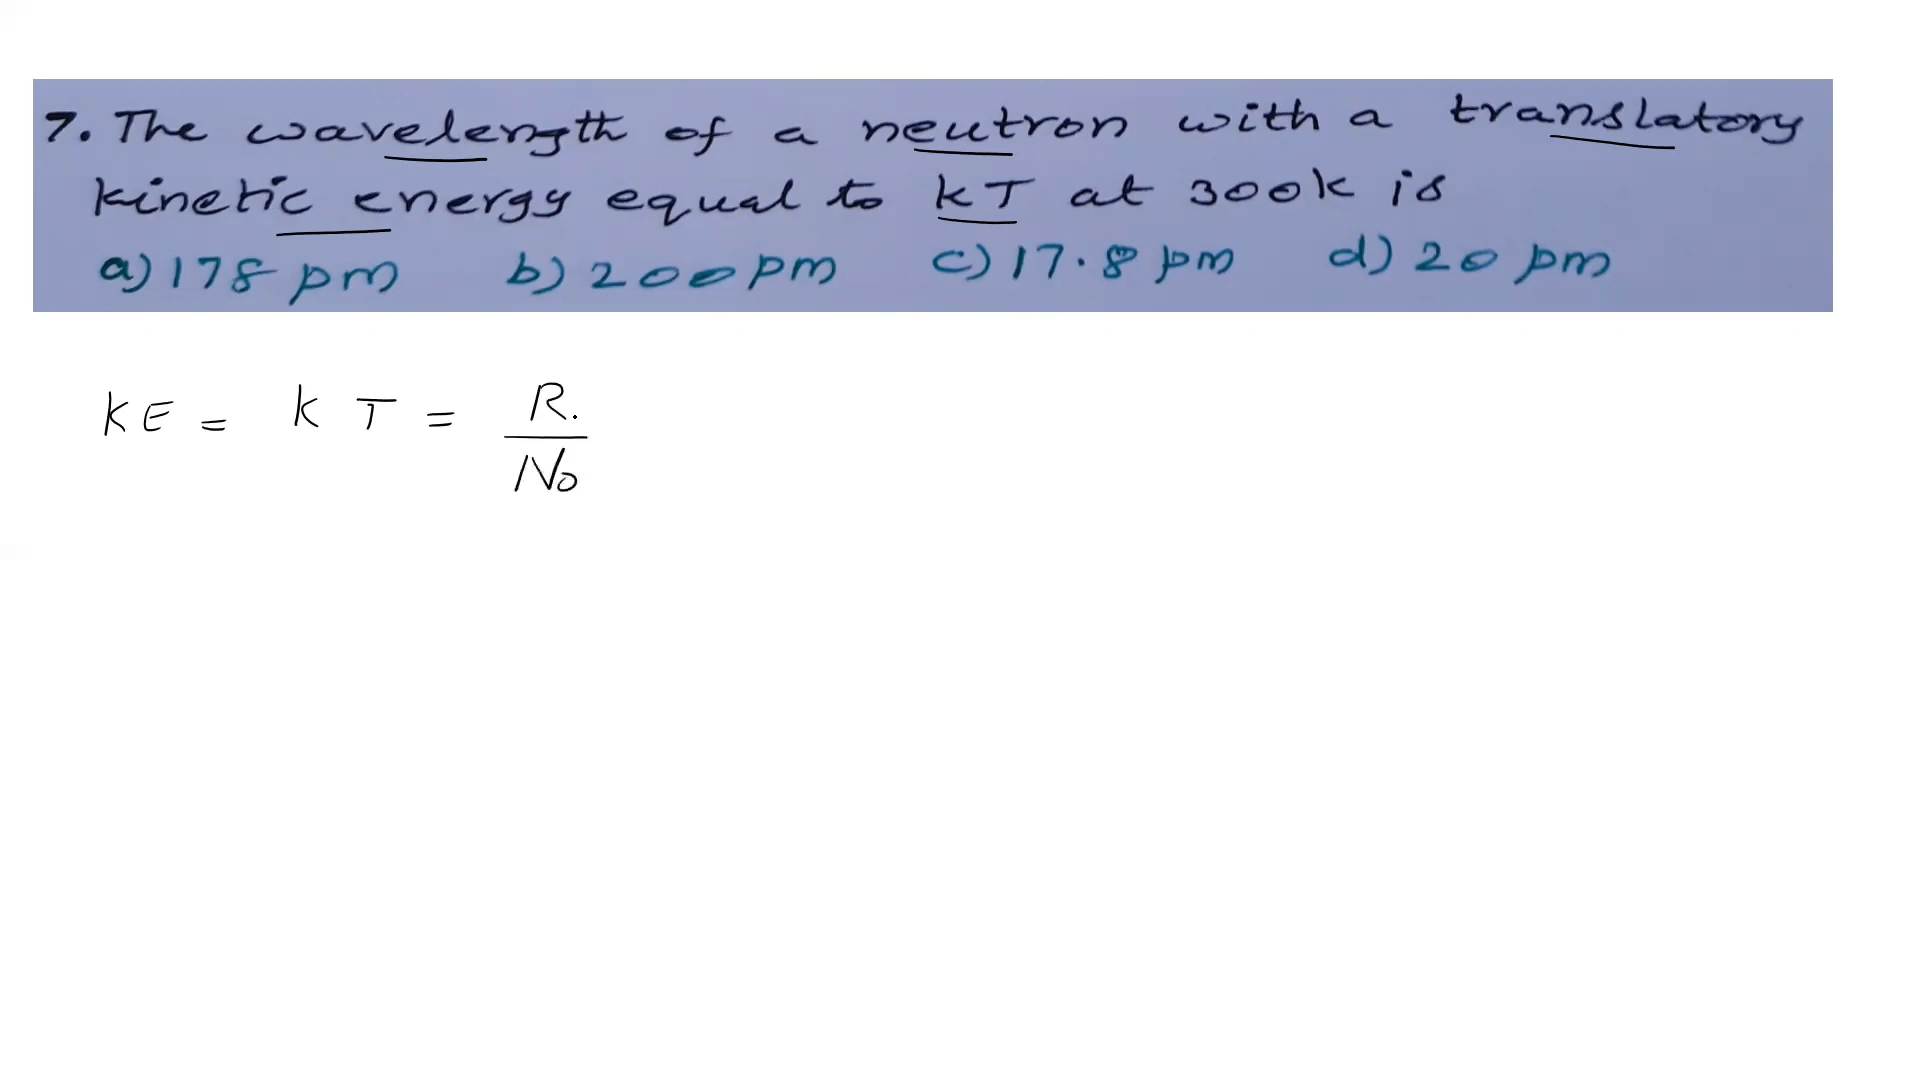 7. The wavelength of a neutron with a translatory
kinetic energy equal to kT at 300k is
a) 178 pm b) 200 pm c) 17.8 pm d) 20 pm
KE = KT = R.
No